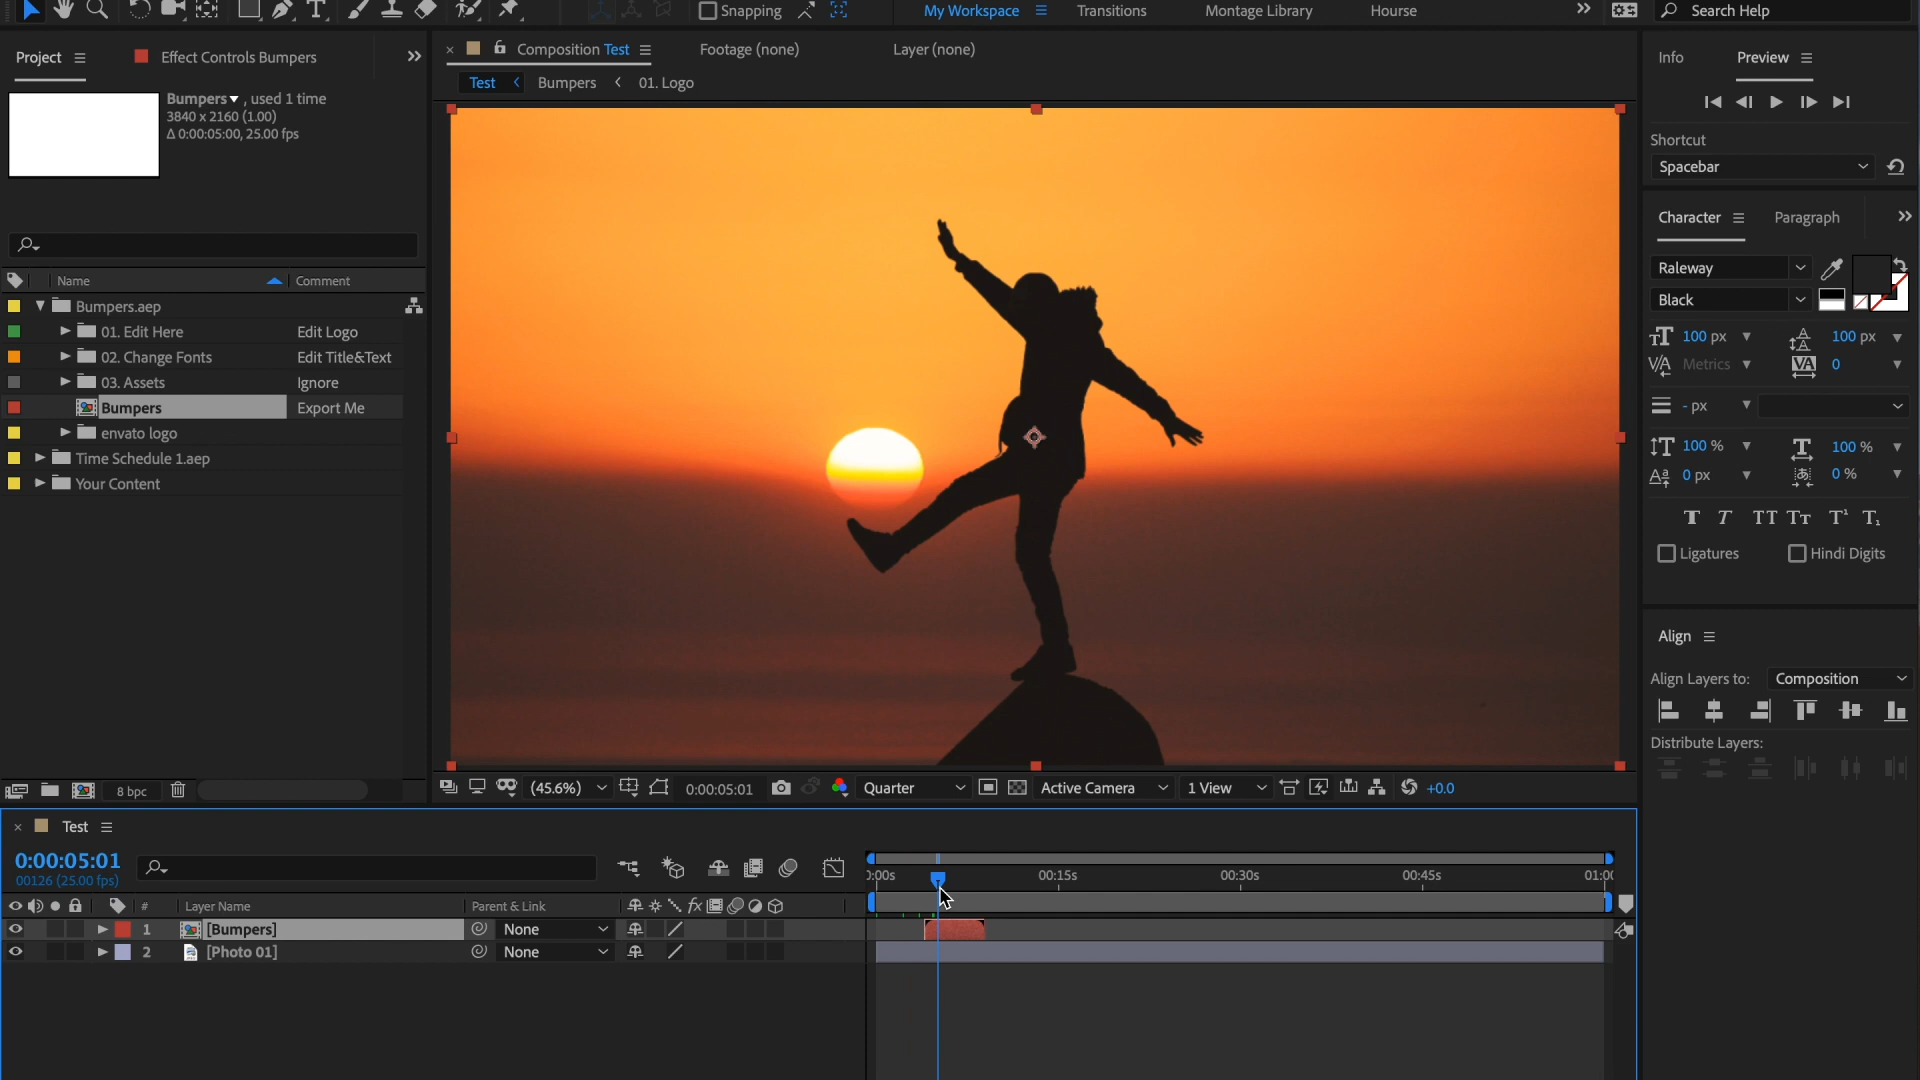 Snapping
My Workspace
Transitions
Montage Library
Hourse
Search Help
Project
Effect Controls Bumpers
Bumpers , used 1 time
3840 x 2160 (1.00)
Δ 0:00:05:00, 25.00 fps
Name
Comment
Bumpers.aep
01. Edit Here
Edit Logo
02. Change Fonts
Edit Title&Text
03. Assets
Ignore
Bumpers
Export Me
envato logo
Time Schedule 1.aep
Your Content
8 bpc
Composition Test
Footage (none)
Layer (none)
Test
Bumpers
01. Logo
(45.6%)
0:00:05:01
Quarter
Active Camera
1 View
+0.0
Info
Preview
Shortcut
Spacebar
Character
Paragraph
Raleway
Black
100 px
100 px
Metrics
0
- px
100 %
100 %
0 px
0 %
Ligatures
Hindi Digits
Align
Align Layers to:
Composition
Distribute Layers:
Test
0:00:05:01
00126 (25.00 fps)
00:15s
00:30s
00:45s
#
Layer Name
Parent & Link
1
[Bumpers]
None
2
[Photo 01]
None